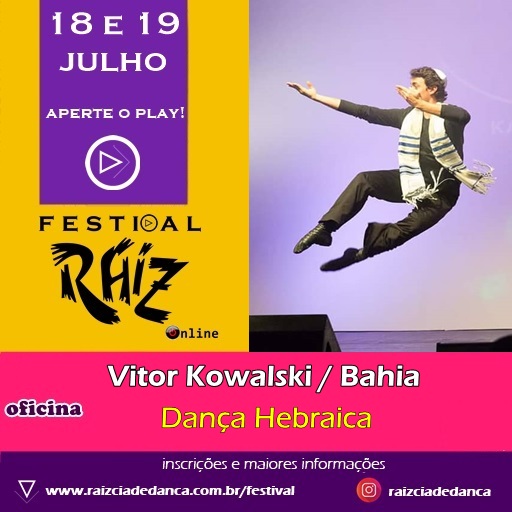 18 E 19
JULHO
APERTE O PLAY!
FESTIVAL
RAIZ
Online
Vitor Kowalski / Bahia
oficina
Dança Hebraica
inscrições e maiores informações
www.raizciadedanca.com.br/festival
raizciadedanca